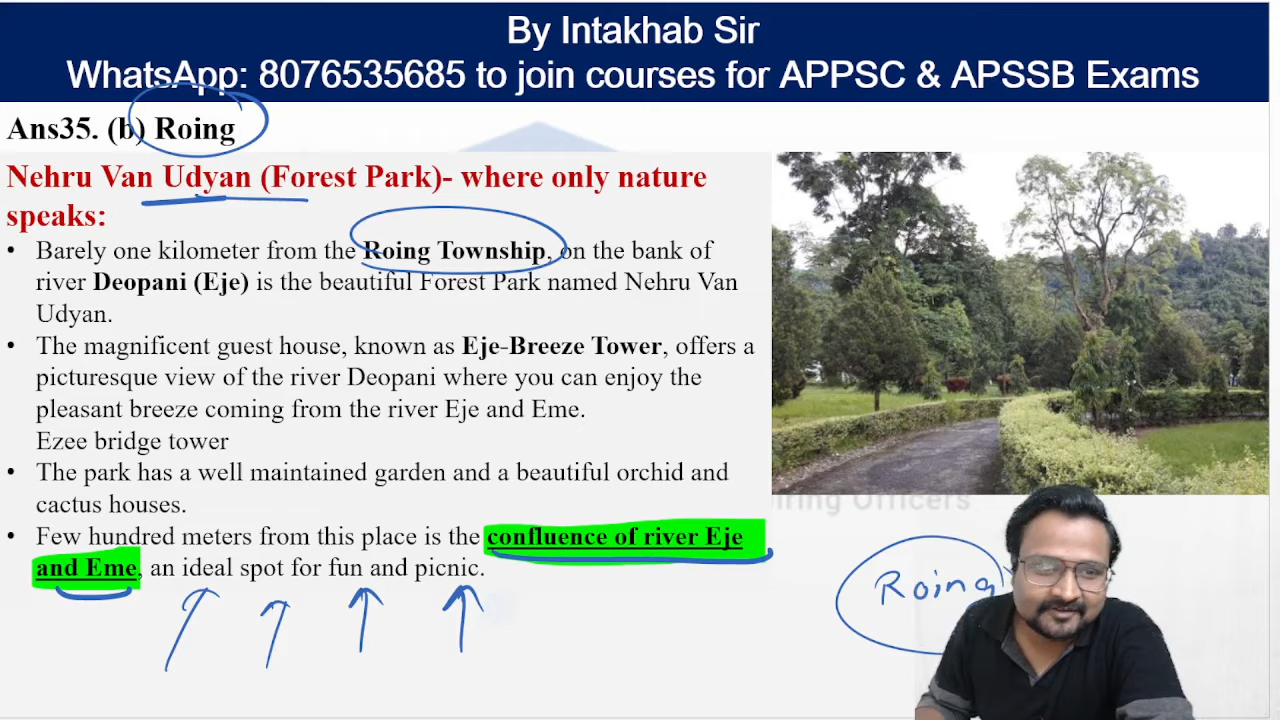 By Intakhab Sir
WhatsApp: 8076535685 to join courses for APPSC & APSSB Exams
Ans35. (b) Roing
Nehru Van Udyan (Forest Park)- where only nature
speaks:
• Barely one kilometer from the Roing Township, on the bank of
river Deopani (Eje) is the beautiful Forest Park named Nehru Van
Udyan.
• The magnificent guest house, known as Eje-Breeze Tower, offers a
picturesque view of the river Deopani where you can enjoy the
pleasant breeze coming from the river Eje and Eme.
Ezee bridge tower
• The park has a well maintained garden and a beautiful orchid and
cactus houses.
• Few hundred meters from this place is the confluence of river Eje
and Eme, an ideal spot for fun and picnic.
Officers
Roing